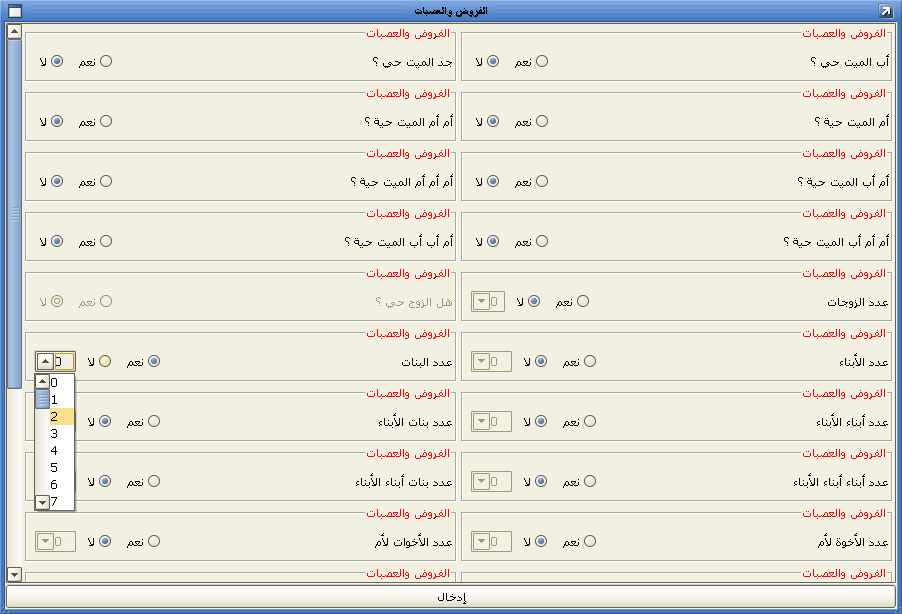 الفروض والعصبات
الفروض والعصبات الفروض والعصبات
أب الميت حي ؟ نعم لا جد الميت حي ؟ نعم لا
الفروض والعصبات الفروض والعصبات
أم الميت حية ؟ نعم لا أم أم الميت حية ؟ نعم لا
الفروض والعصبات الفروض والعصبات
أم أب الميت حية ؟ نعم لا أم أم أم الميت حية ؟ نعم لا
الفروض والعصبات الفروض والعصبات
أم أم أب الميت حية ؟ نعم لا أم أب أب الميت حية ؟ نعم لا
الفروض والعصبات الفروض والعصبات
عدد الزوجات نعم لا 0 هل الزوج حي ؟ نعم لا
الفروض والعصبات الفروض والعصبات
عدد الأبناء نعم لا 0 عدد البنات نعم لا 0
0
الفروض والعصبات الفروض والعصبات
1
عدد أبناء الأبناء نعم لا 0 عدد بنات الأبناء نعم لا
2
3
الفروض والعصبات الفروض والعصبات
4
5
عدد أبناء أبناء الأبناء نعم لا 0 عدد بنات أبناء الأبناء نعم لا
6
7
الفروض والعصبات الفروض والعصبات
عدد الأخوة لأم نعم لا 0 عدد الأخوات لأم نعم لا 0
الفروض والعصبات الفروض والعصبات
إدخال